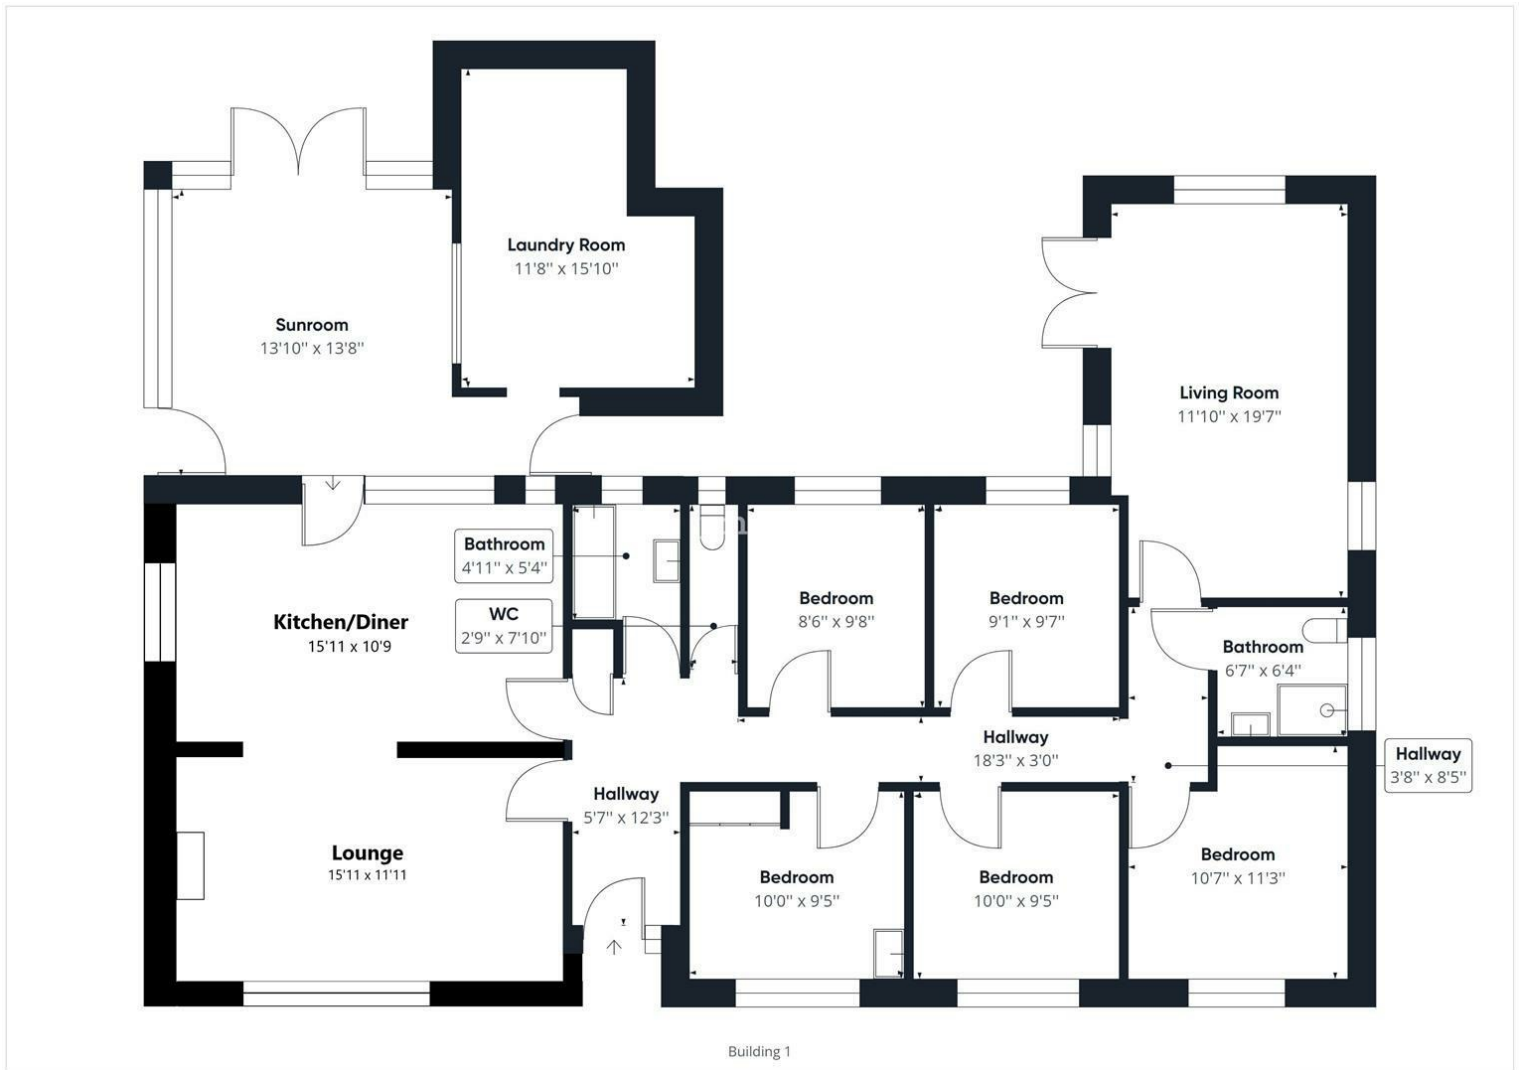 Laundry Room
11'8" x 15'10"
Sunroom
13'10" x 13'8"
Living Room
11'10" x 19'7"
Bathroom
4'11" x 5'4"
WC
2'9" x 7'10"
Kitchen/Diner
15'11 x 10'9
Bedroom
8'6" x 9'8"
Bedroom
9'1" x 9'7"
Bathroom
6'7" x 6'4"
Hallway
18'3" x 3'0"
Hallway
3'8" x 8'5"
Hallway
5'7" x 12'3"
Lounge
15'11 x 11'11
Bedroom
10'0" x 9'5"
Bedroom
10'0" x 9'5"
Bedroom
10'7" x 11'3"
Building 1